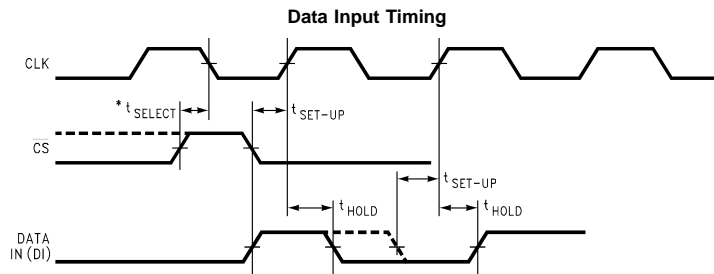 Data Input Timing
CLK
* tSELECT
tSET-UP
CS
tSET-UP
tHOLD
tHOLD
DATA
IN (DI)